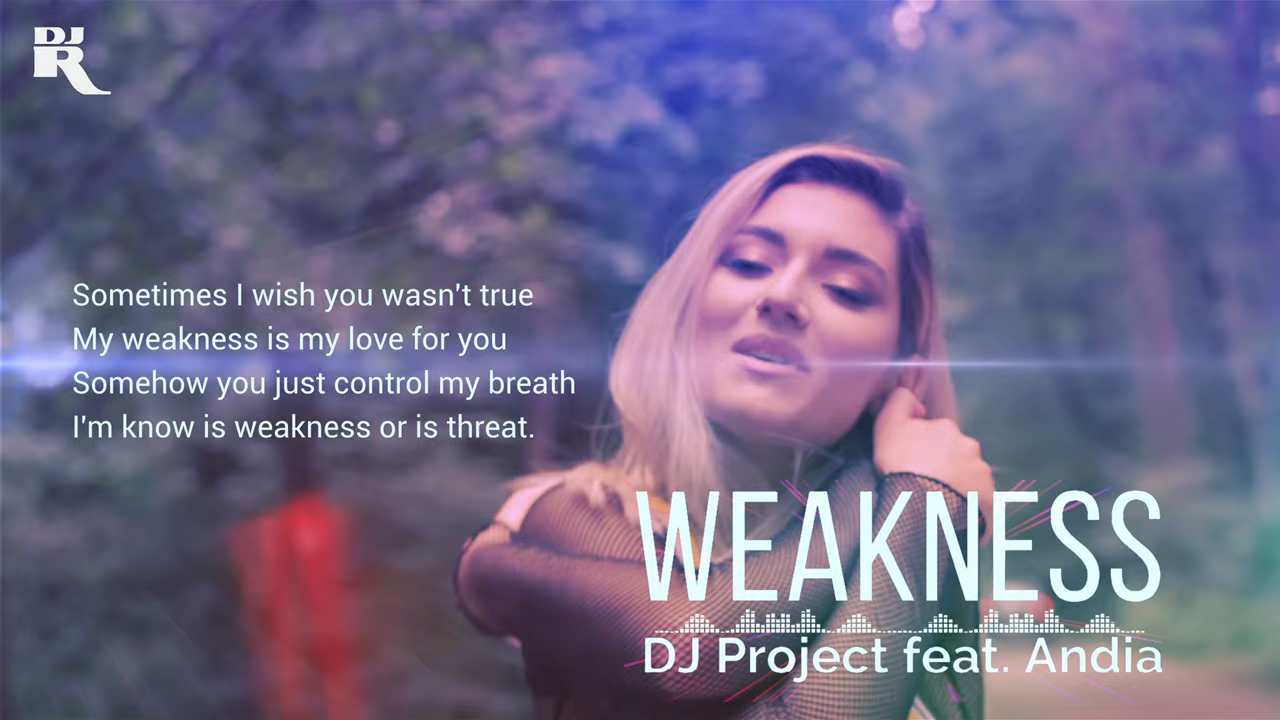 DJ
R
Sometimes I wish you wasn't true
My weakness is my love for you
Somehow you just control my breath
I'm know is weakness or is threat.
WEAKNESS
DJ Project feat. Andia